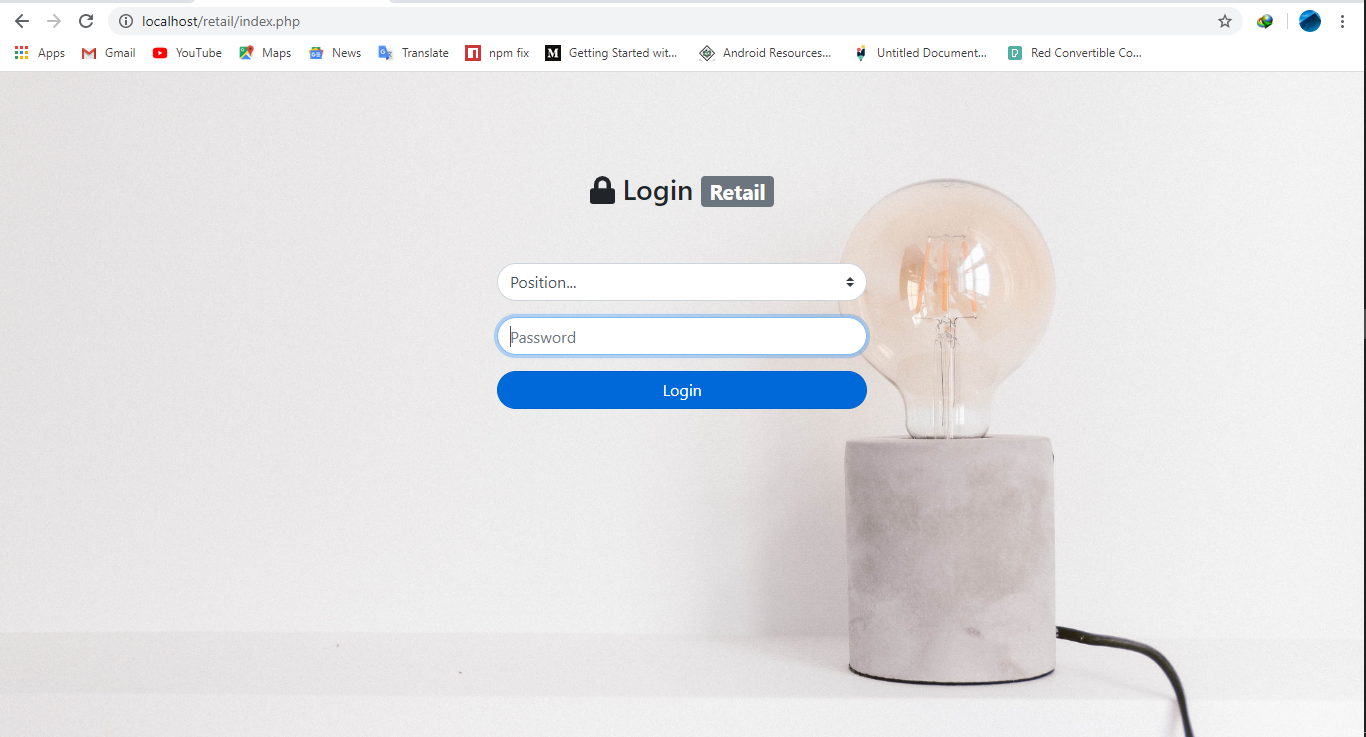 localhost/retail/index.php
Apps Gmail YouTube Maps News Translate npm fix Getting Started wit... Android Resources... Untitled Document... Red Convertible Co...
Login Retail
Position...
Password
Login